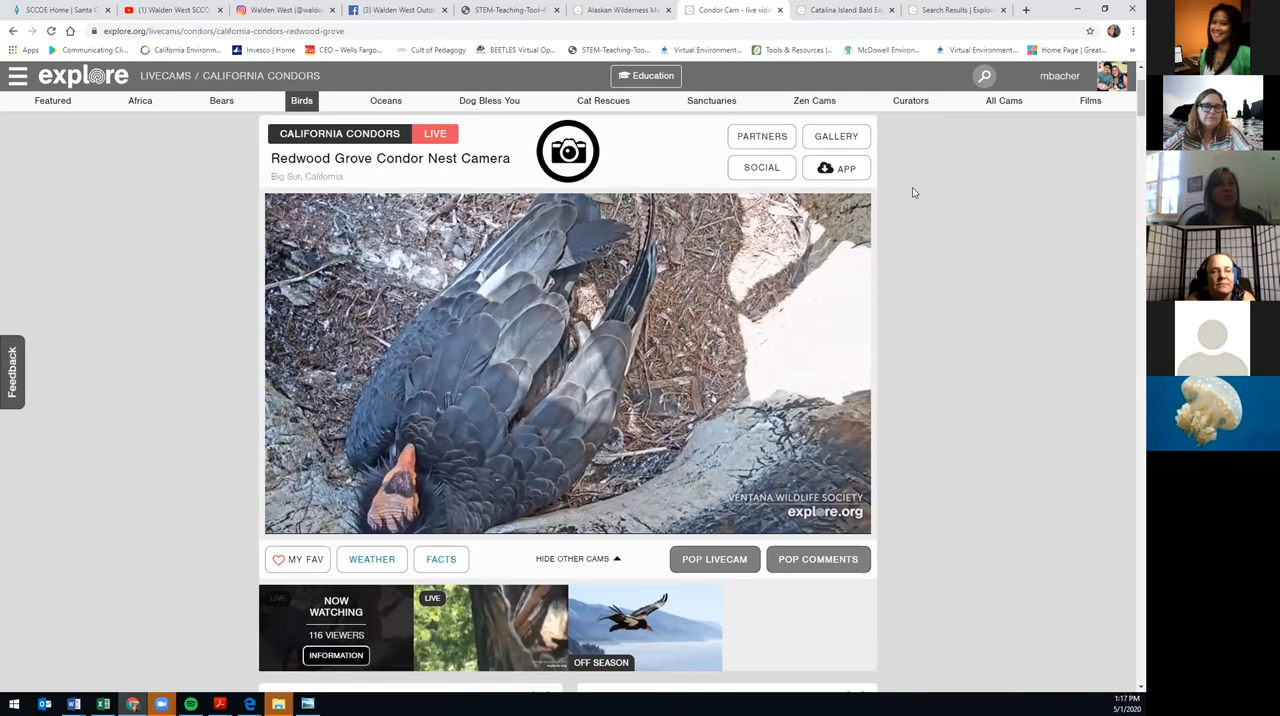 SCCOE Home | Santa C
(1) Walden West SCCO
Walden West (@walde
(3) Walden West Outd
STEM-Teaching-Tool-4
Alaskan Wilderness M
Condor Cam - live vide
Catalina Island Bald Ea
Search Results | Explor
explore.org/livecams/condors/california-condors-redwood-grove
Apps
Communicating Cli...
California Environ...
Invesco | Home
CEO – Wells Fargo...
Cult of Pedagogy
BEETLES Virtual Op...
STEM-Teaching-Too...
Virtual Environment...
Tools & Resources |...
McDowell Environ...
Virtual Environment...
Home Page | Great...
explore
LIVECAMS / CALIFORNIA CONDORS
Education
mbacher
Featured
Africa
Bears
Birds
Oceans
Dog Bless You
Cat Rescues
Sanctuaries
Zen Cams
Curators
All Cams
Films
CALIFORNIA CONDORS
LIVE
Redwood Grove Condor Nest Camera
Big Sur, California
PARTNERS
GALLERY
SOCIAL
APP
Feedback
VENTANA WILDLIFE SOCIETY
explore.org
MY FAV
WEATHER
FACTS
HIDE OTHER CAMS
POP LIVECAM
POP COMMENTS
LIVE
NOW
WATCHING
116 VIEWERS
INFORMATION
LIVE
OFF SEASON
1:17 PM
5/1/2020